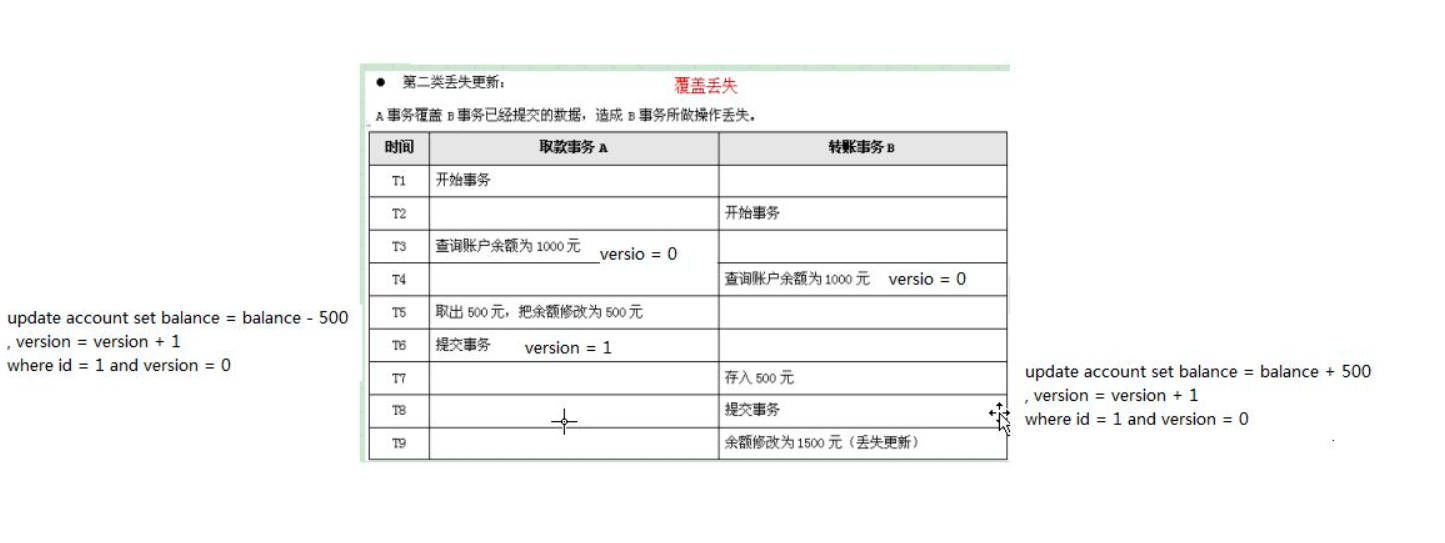 ● 第二类丢失更新： 覆盖丢失
A 事务覆盖 B 事务已经提交的数据，造成 B 事务所做操作丢失。
时间 取款事务 A 转账事务 B
T1 开始事务
T2 开始事务
T3 查询账户余额为 1000 元 versio = 0
T4 查询账户余额为 1000 元 versio = 0
T5 取出 500 元，把余额修改为 500 元
T6 提交事务 version = 1
T7 存入 500 元
T8 提交事务
T9 余额修改为 1500 元（丢失更新）
update account set balance = balance - 500
, version = version + 1
where id = 1 and version = 0
update account set balance = balance + 500
, version = version + 1
where id = 1 and version = 0